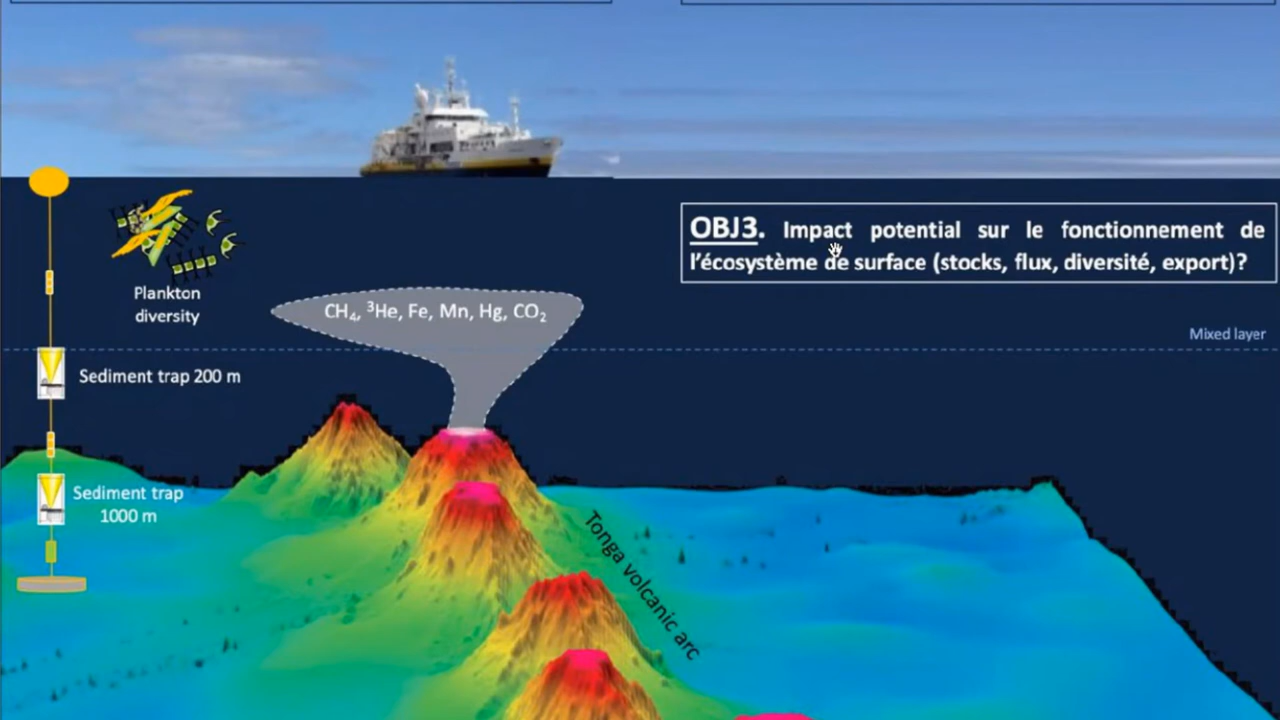 OBJ3. Impact potential sur le fonctionnement de
l'écosystème de surface (stocks, flux, diversité, export)?
Plankton
diversity
CH₄, ³He, Fe, Mn, Hg, CO₂
Mixed layer
Sediment trap 200 m
Sediment trap
1000 m
Tonga volcanic arc